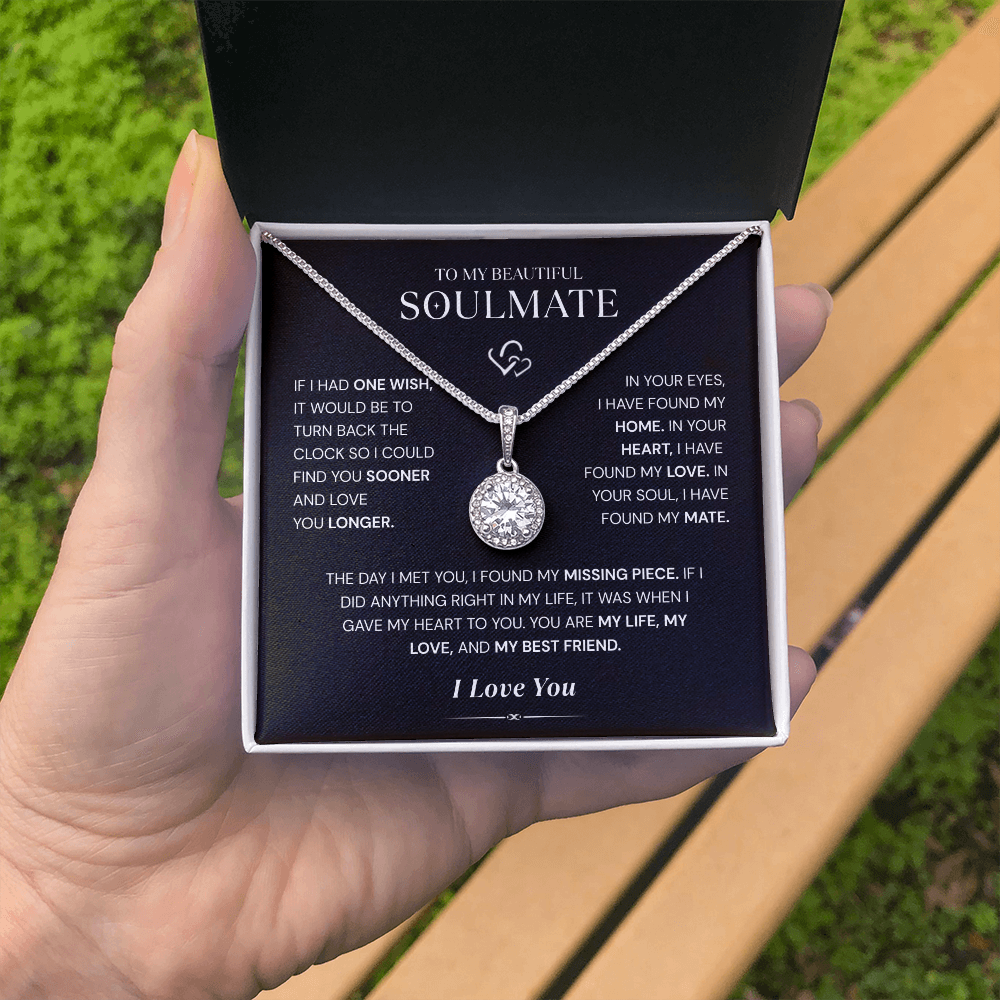 TO MY BEAUTIFUL
SOULMATE
IF I HAD ONE WISH,
IT WOULD BE TO
TURN BACK THE
CLOCK SO I COULD
FIND YOU SOONER
AND LOVE
YOU LONGER.
IN YOUR EYES,
I HAVE FOUND MY
HOME. IN YOUR
HEART, I HAVE
FOUND MY LOVE. IN
YOUR SOUL, I HAVE
FOUND MY MATE.
THE DAY I MET YOU, I FOUND MY MISSING PIECE. IF I
DID ANYTHING RIGHT IN MY LIFE, IT WAS WHEN I
GAVE MY HEART TO YOU. YOU ARE MY LIFE, MY
LOVE, AND MY BEST FRIEND.
I Love You